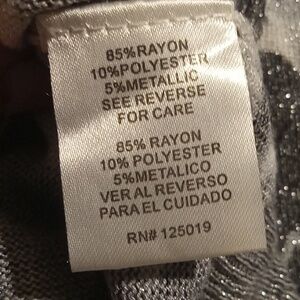 85%RAYON
10%POLYESTER
5%METALLIC
SEE REVERSE
FOR CARE
85% RAYON
10% POLYESTER
5%METALICO
VER AL REVERSO
PARA EL CUIDADO
RN# 125019